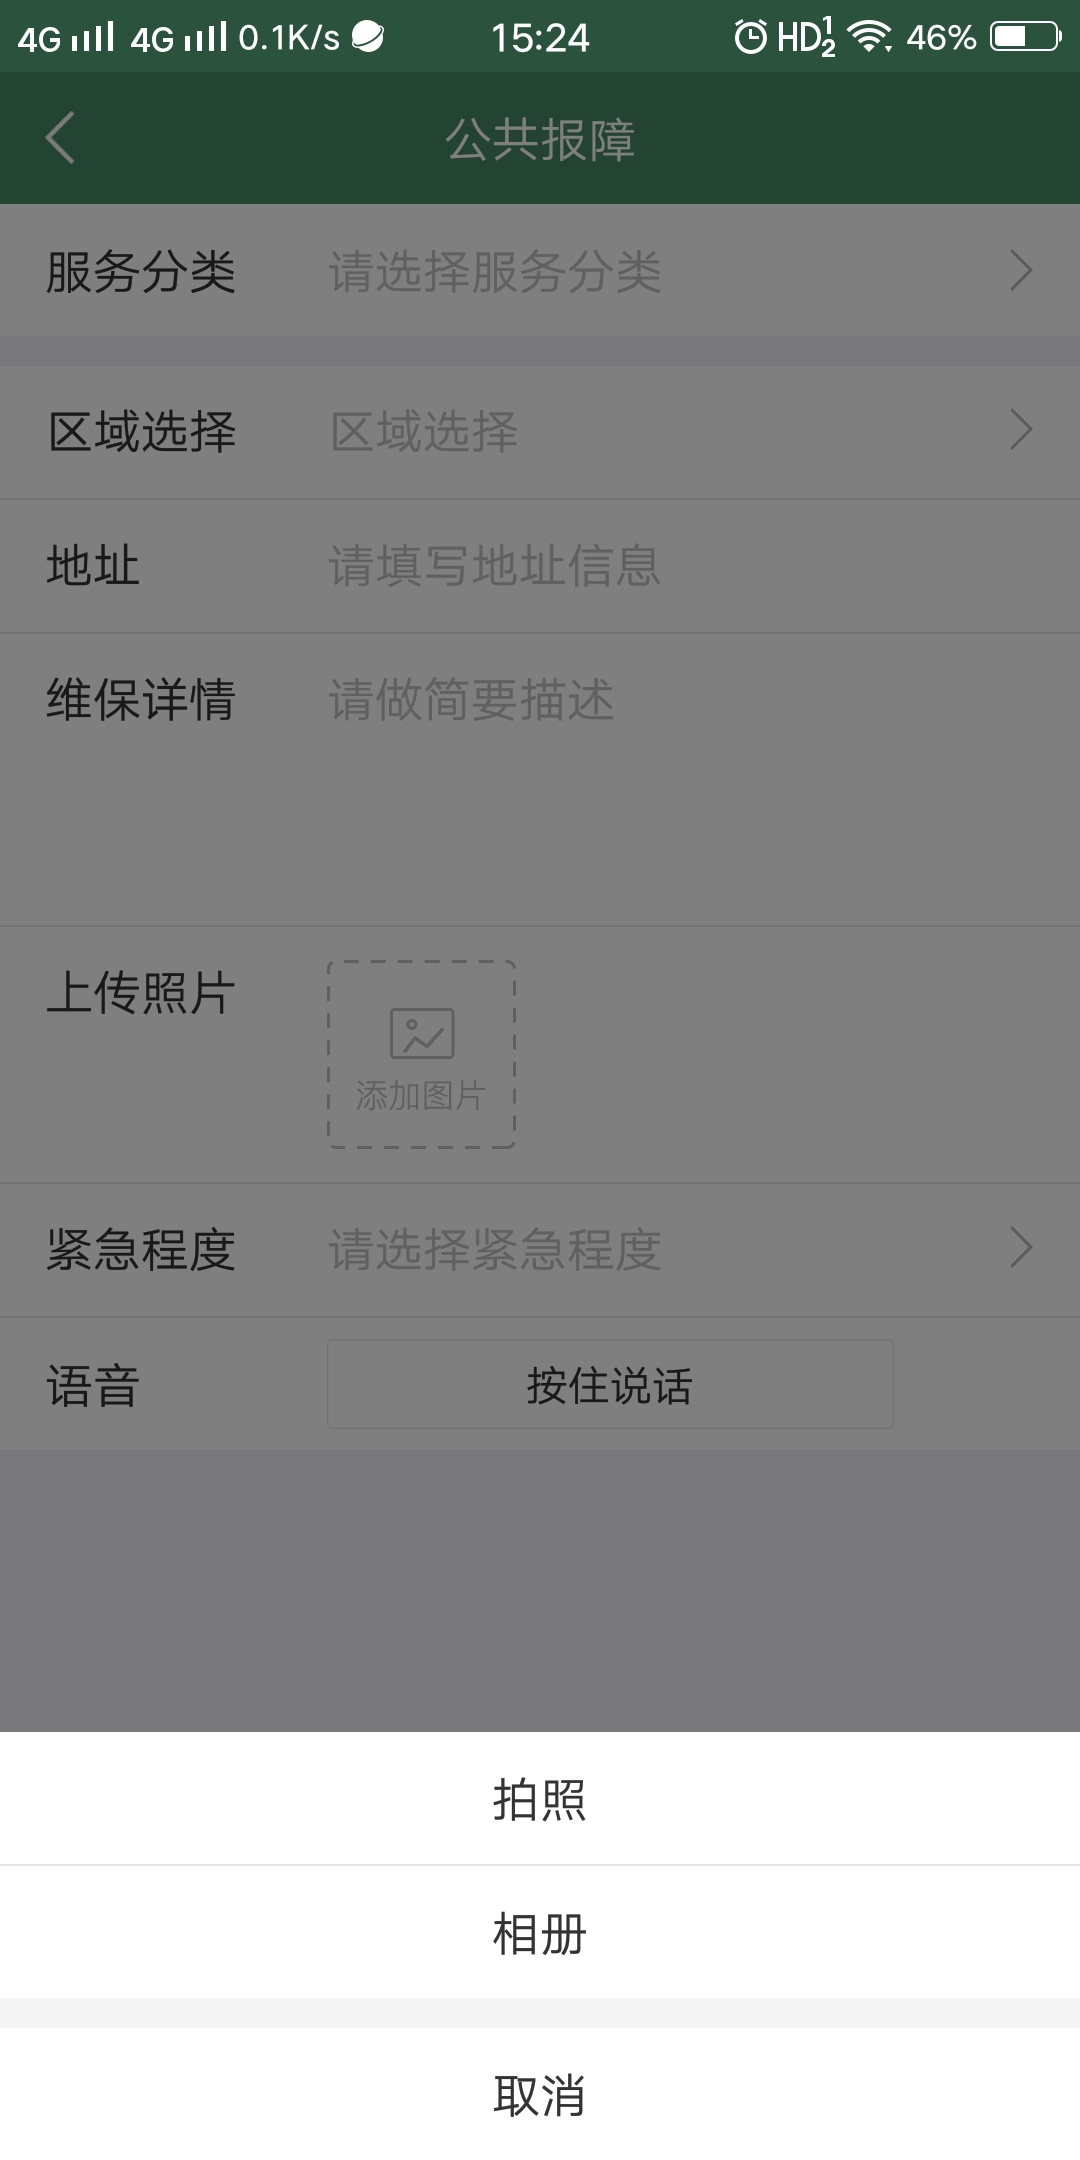 4G 4G 0.1K/s 15:24 HD 1 2 46%
公共报障
服务分类 请选择服务分类
区域选择 区域选择
地址 请填写地址信息
维保详情 请做简要描述
上传照片
添加图片
紧急程度 请选择紧急程度
语音 按住说话
拍照
相册
取消